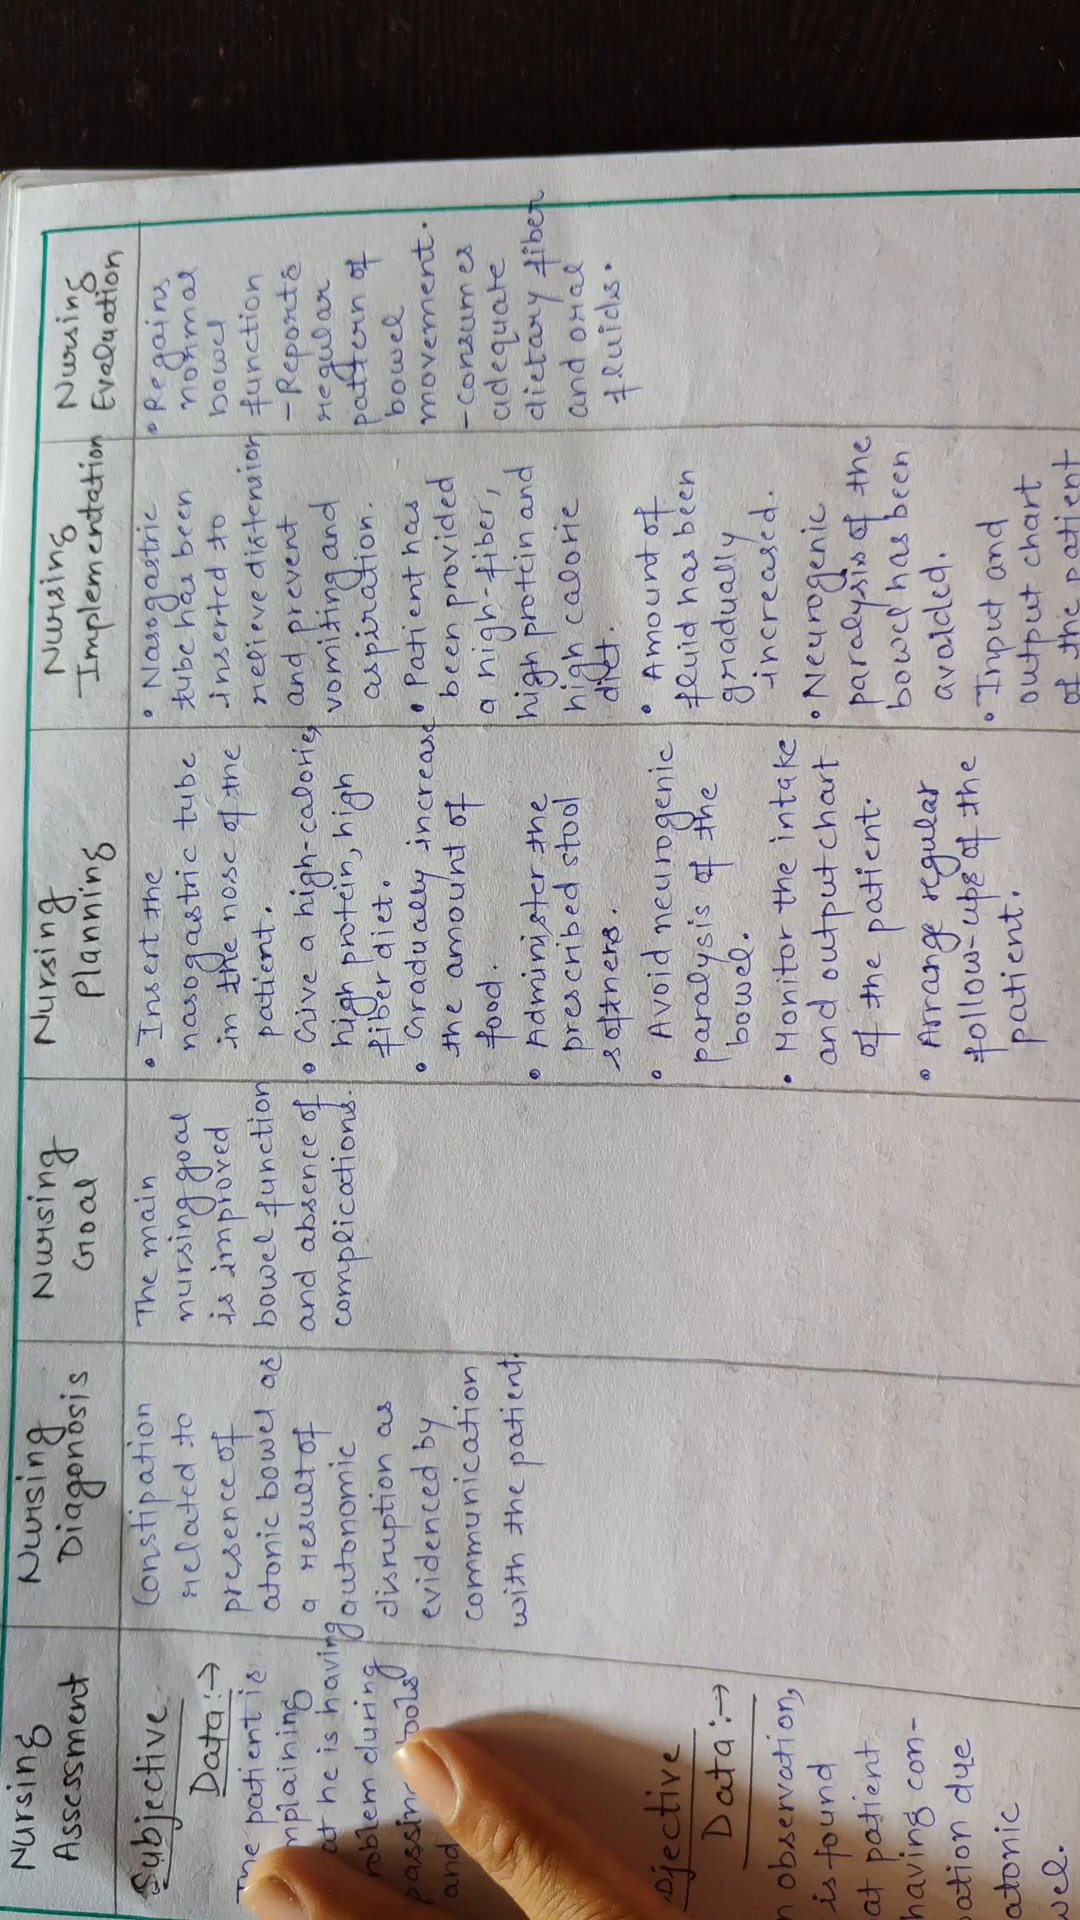 Nursing
Assessment
Subjective
Data:→
The patient is
at he is having
during
and
Data:→
observation,
is found
at patient
having con-
due
atonic
Nursing
Diagonosis
Constipation
related to
presence of
atonic bowel as
a result of
autonomic
disruption as
evidenced by
communication
with the patient.
Nursing
Goal
The main
nursing goal
is improved
bowel function
and absence of
complications.
Nursing
Planning
• Insert the
nasogastric tube
in the nose of the
patient.
• Give a high-calorie,
high protein, high
fiber diet.
• Gradually increase
the amount of
food.
• Administer the
prescribed stool
softners.
• Avoid neurogenic
paralysis of the
bowel.
• Monitor the intake
and output chart
of the patient.
• Arrange regular
follow-ups of the
patient.
Nursing
Implementation
• Nasogastric
tube has been
inserted to
relieve distension
and prevent
vomiting and
aspiration.
• Patient has
been provided
a high-fiber,
high protein and
high calorie
diet.
• Amount of
fluid has been
gradually
increased.
• Neurogenic
paralysis of the
bowel has been
avoided.
• Input and
output chart
of the patient
Nursing
Evaluation
• Regains
normal
bowel
function
- Reports
regular
pattern of
bowel
movement.
- consumes
adequate
dietary fiber
and oral
fluids.